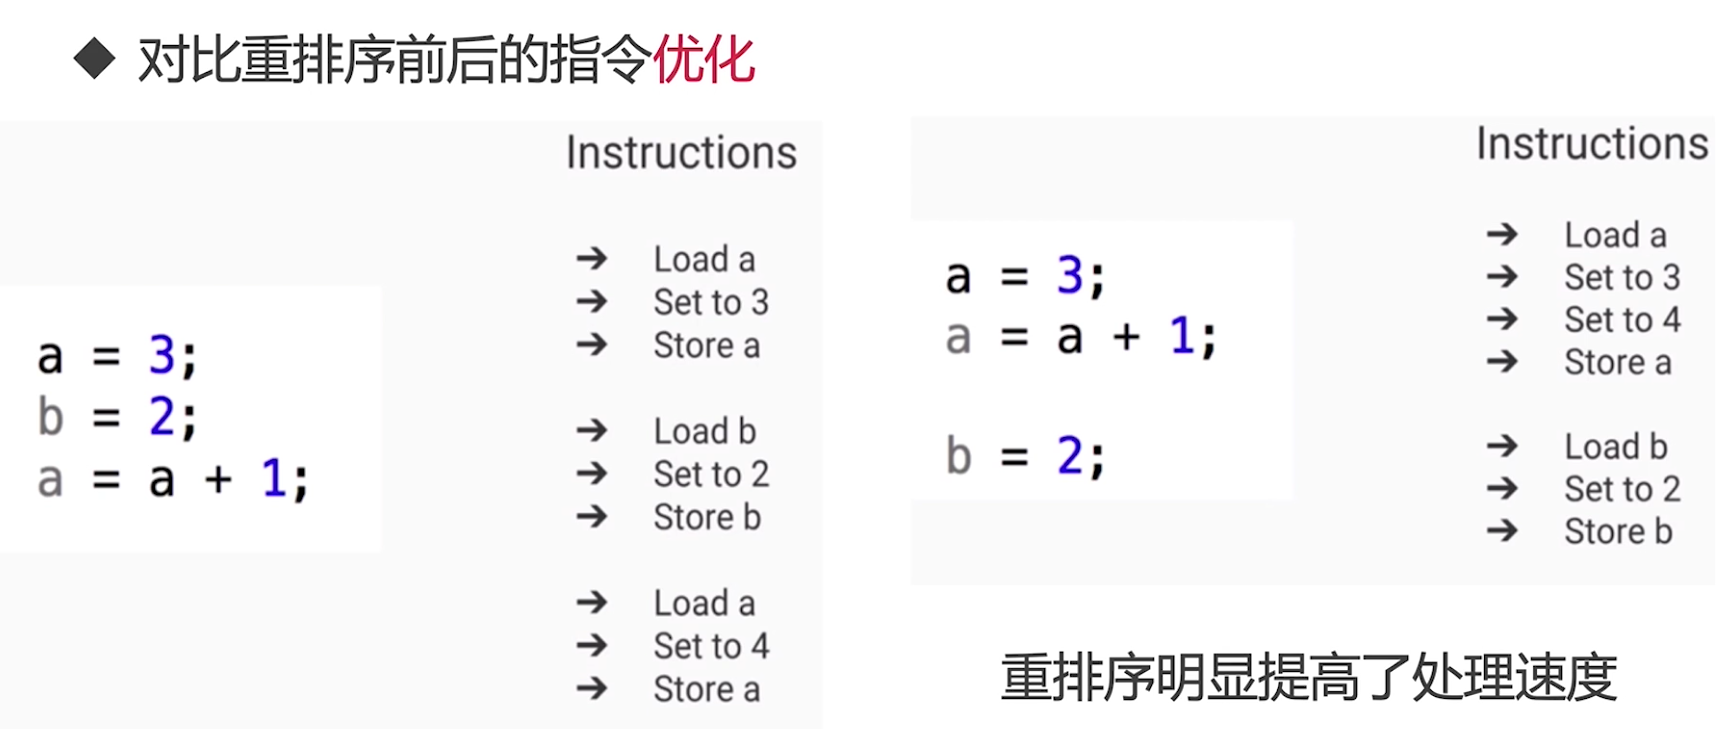 ◆ 对比重排序前后的指令优化
Instructions
a = 3;
b = 2;
a = a + 1;
➔ Load a
➔ Set to 3
➔ Store a
➔ Load b
➔ Set to 2
➔ Store b
➔ Load a
➔ Set to 4
➔ Store a
Instructions
a = 3;
a = a + 1;
b = 2;
➔ Load a
➔ Set to 3
➔ Set to 4
➔ Store a
➔ Load b
➔ Set to 2
➔ Store b
重排序明显提高了处理速度